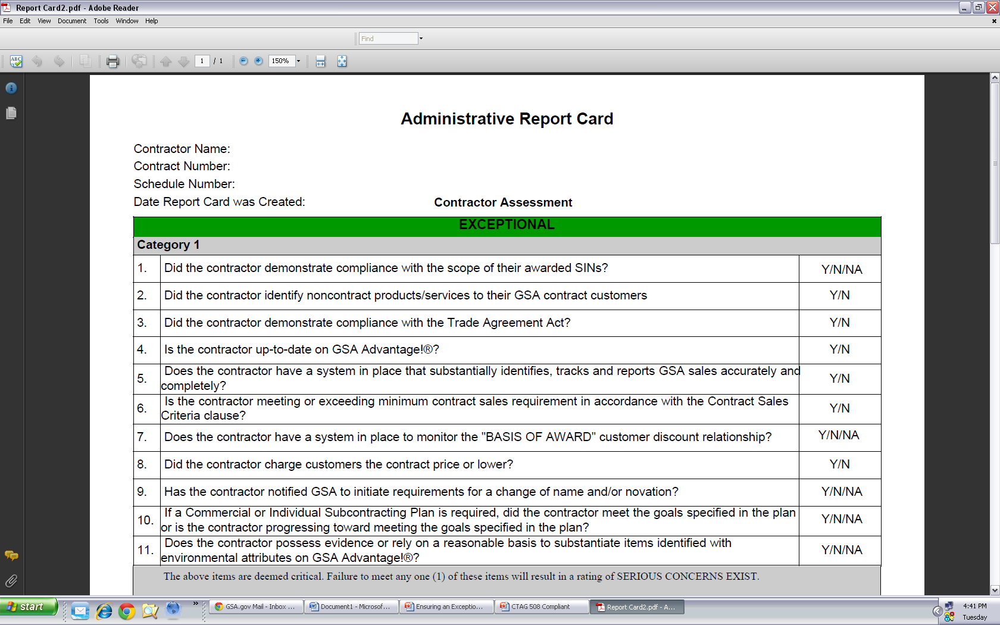 Report Card2.pdf - Adobe Reader
File Edit View Document Tools Window Help
Find
ABC
1 / 1
150%
Administrative Report Card
Contractor Name:
Contract Number:
Schedule Number:
Date Report Card was Created:
Contractor Assessment
EXCEPTIONAL
Category 1
1. Did the contractor demonstrate compliance with the scope of their awarded SINs? Y/N/NA
2. Did the contractor identify noncontract products/services to their GSA contract customers Y/N
3. Did the contractor demonstrate compliance with the Trade Agreement Act? Y/N
4. Is the contractor up-to-date on GSA Advantage!®? Y/N
5. Does the contractor have a system in place that substantially identifies, tracks and reports GSA sales accurately and
completely? Y/N
6. Is the contractor meeting or exceeding minimum contract sales requirement in accordance with the Contract Sales
Criteria clause? Y/N
7. Does the contractor have a system in place to monitor the "BASIS OF AWARD" customer discount relationship? Y/N/NA
8. Did the contractor charge customers the contract price or lower? Y/N
9. Has the contractor notified GSA to initiate requirements for a change of name and/or novation? Y/N/NA
10. If a Commercial or Individual Subcontracting Plan is required, did the contractor meet the goals specified in the plan
or is the contractor progressing toward meeting the goals specified in the plan? Y/N/NA
11. Does the contractor possess evidence or rely on a reasonable basis to substantiate items identified with
environmental attributes on GSA Advantage!®? Y/N/NA
The above items are deemed critical. Failure to meet any one (1) of these items will result in a rating of SERIOUS CONCERNS EXIST.
start
GSA.gov Mail - Inbox ...
Document1 - Microsof...
Ensuring an Exceptio...
CTAG 508 Compliant
Report Card2.pdf - A...
4:41 PM
Tuesday